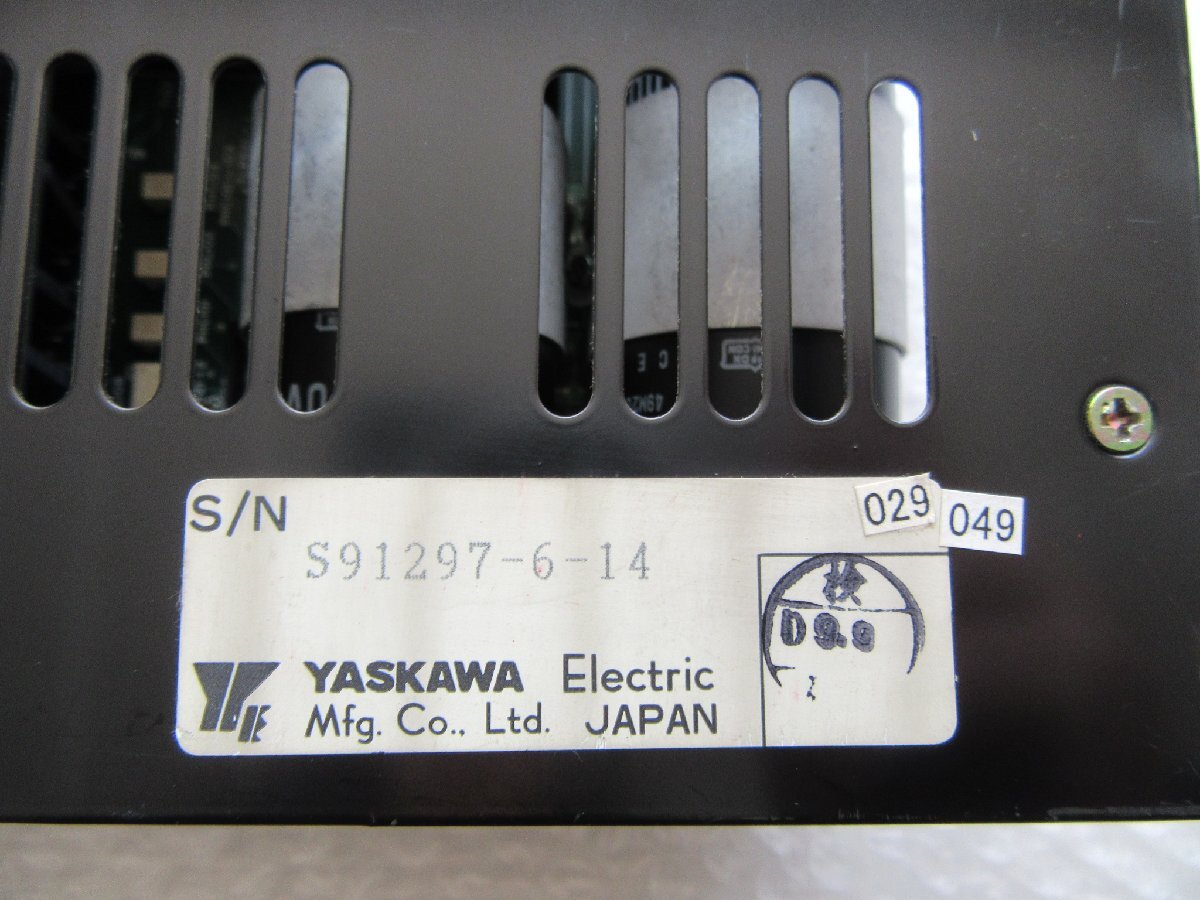 S/N
029
049
S91297-6-14
検
D9.9
YASKAWA Electric
Mfg. Co., Ltd. JAPAN
C E